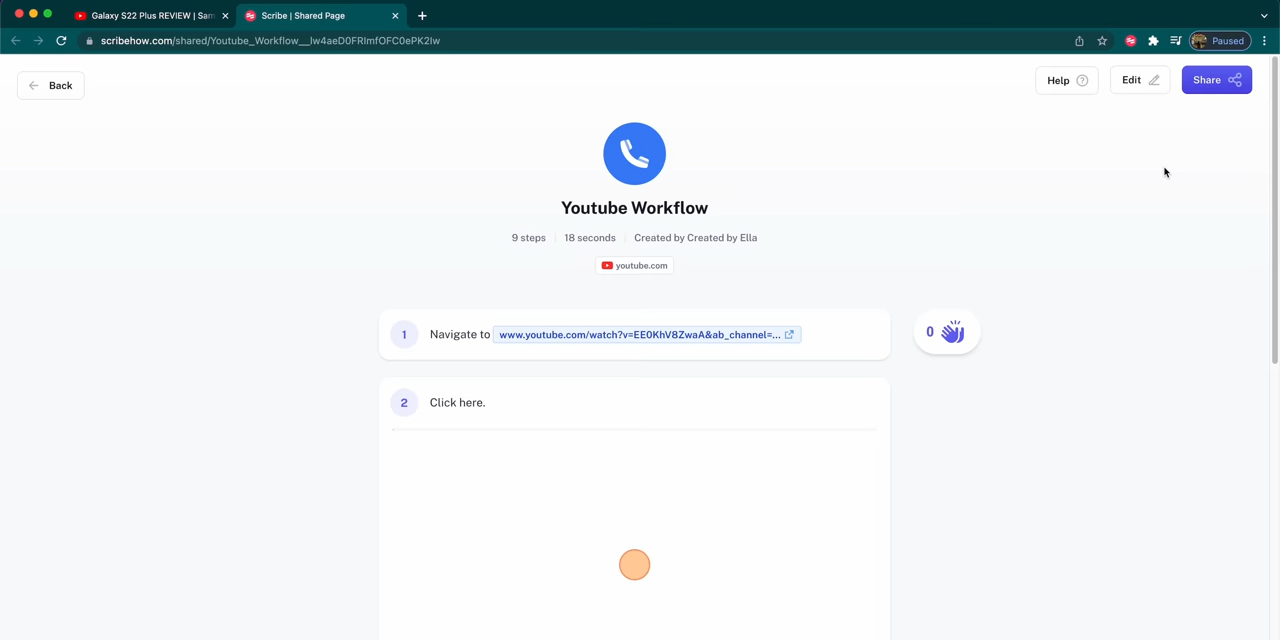 Galaxy S22 Plus REVIEW | Sam
Scribe | Shared Page
scribehow.com/shared/Youtube_Workflow__Iw4aeD0FRImfOFC0ePK2Iw
Paused
Back
Help
Edit
Share
Youtube Workflow
9 steps 18 seconds Created by Created by Ella
youtube.com
1 Navigate to www.youtube.com/watch?v=EE0KhV8ZwaA&ab_channel=...
0
2 Click here.